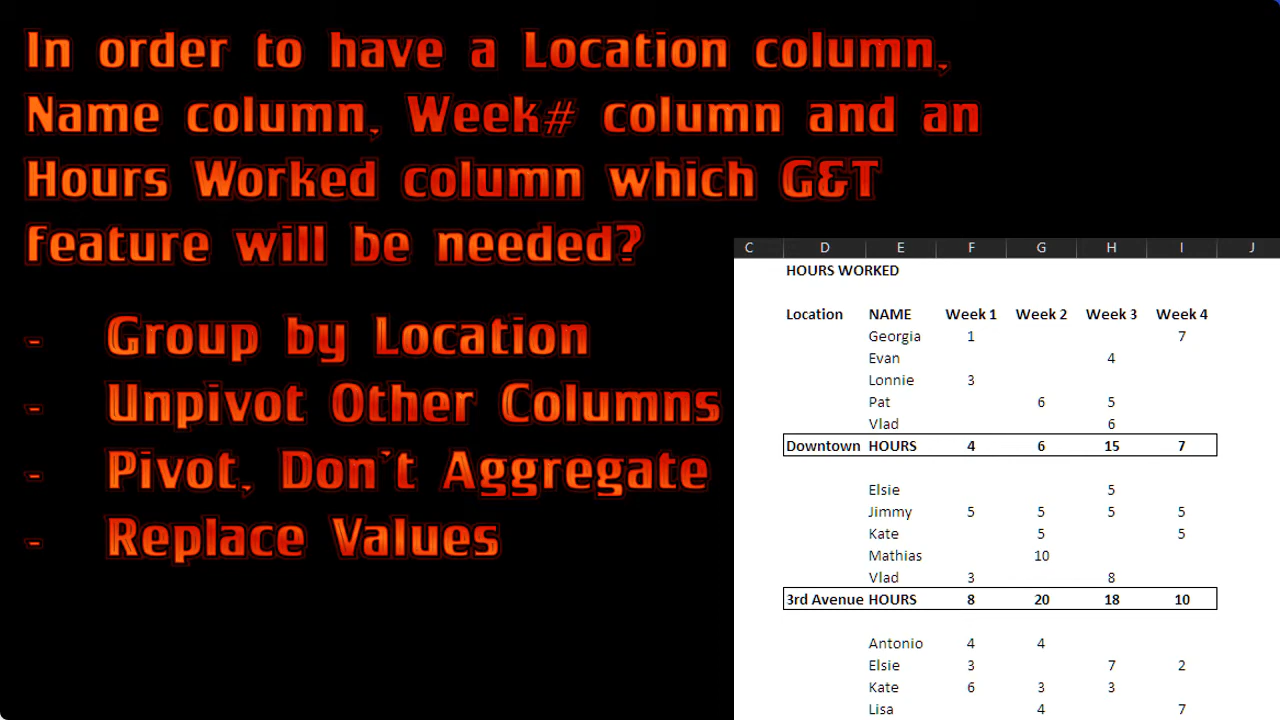 In order to have a Location column,
Name column, Week# column and an
Hours Worked column which G&T
feature will be needed?
- Group by Location
- Unpivot Other Columns
- Pivot, Don't Aggregate
- Replace Values
C D E F G H I J
HOURS WORKED
Location NAME Week 1 Week 2 Week 3 Week 4
Georgia 1 7
Evan 4
Lonnie 3
Pat 6 5
Vlad 6
Downtown HOURS 4 6 15 7
Elsie 5
Jimmy 5 5 5 5
Kate 5 5
Mathias 10
Vlad 3 8
3rd Avenue HOURS 8 20 18 10
Antonio 4 4
Elsie 3 7 2
Kate 6 3 3
Lisa 4 7